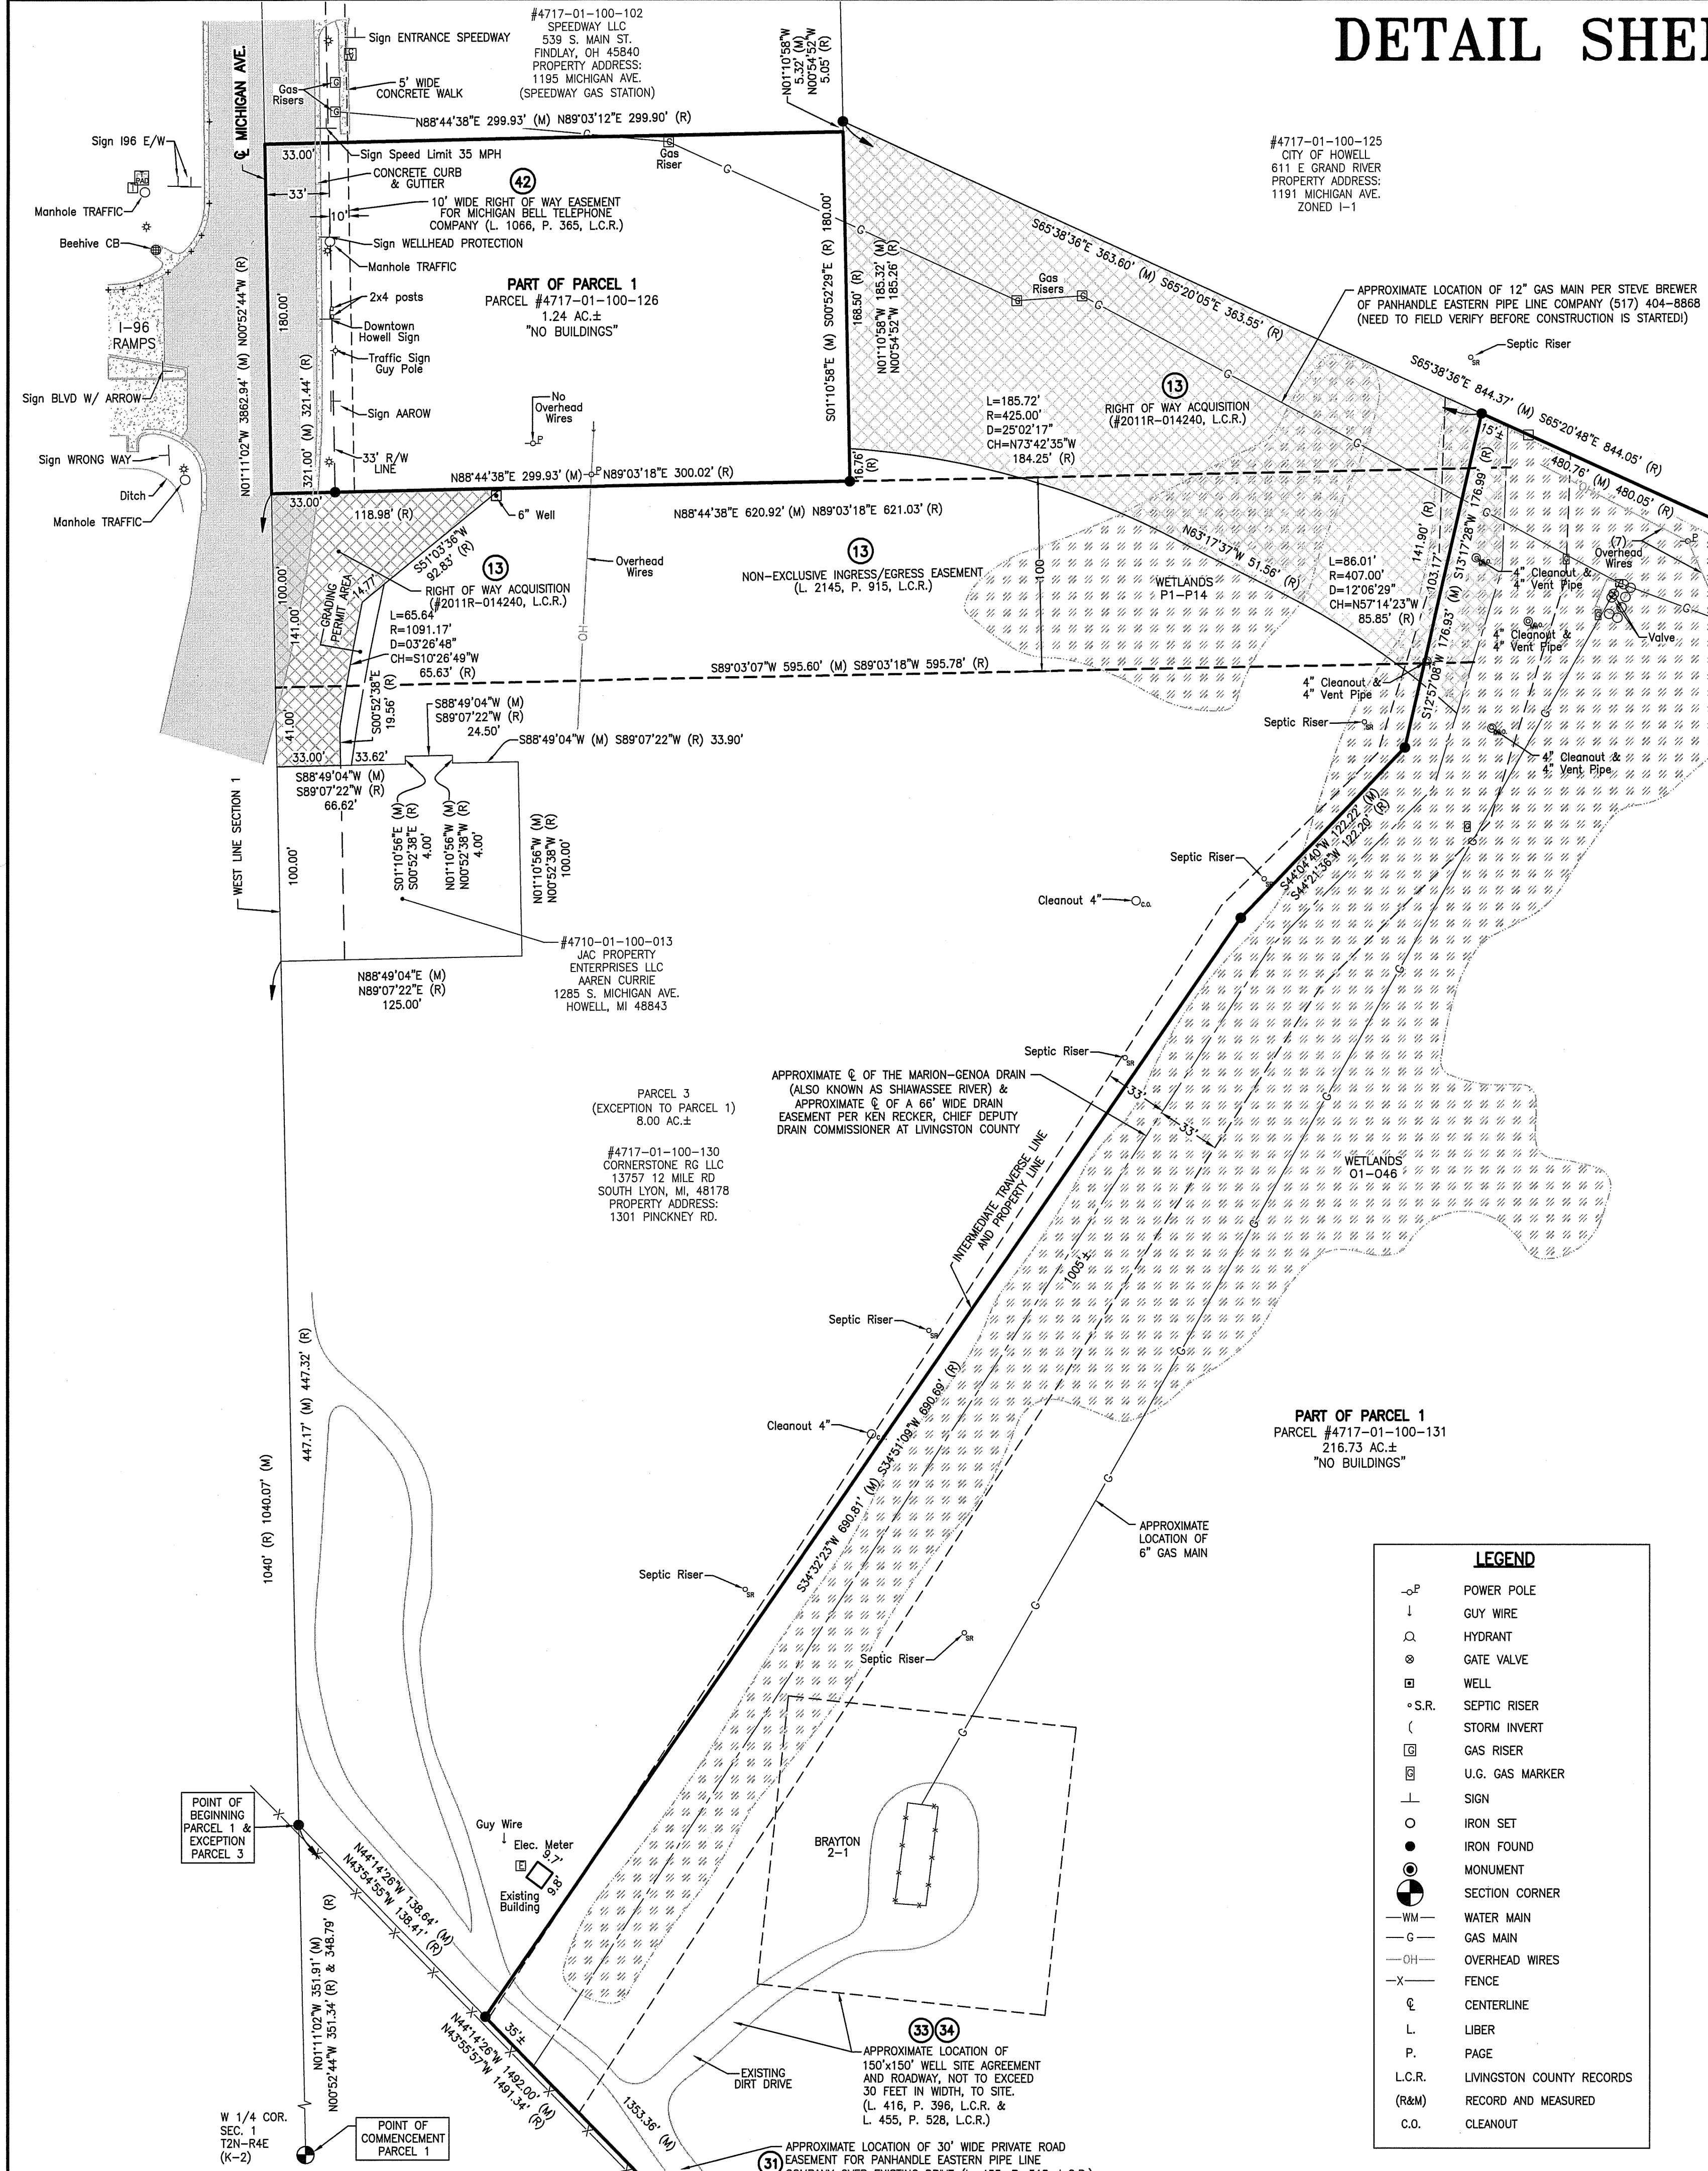 DETAIL SHE
#4717-01-100-102
SPEEDWAY LLC
539 S. MAIN ST.
FINDLAY, OH 45840
PROPERTY ADDRESS:
1195 MICHIGAN AVE.
(SPEEDWAY GAS STATION)
Sign ENTRANCE SPEEDWAY
5' WIDE
CONCRETE WALK
Gas
Risers
℄ MICHIGAN AVE.
N01°10'58"W
5.32' (M)
N00°54'52"W
5.05' (R)
N88°44'38"E 299.93' (M) N89°03'12"E 299.90' (R)
Sign I96 E/W
33.00'
Sign Speed Limit 35 MPH
Gas
Riser
G
CONCRETE CURB
& GUTTER
33'
42
10'
10' WIDE RIGHT OF WAY EASEMENT
FOR MICHIGAN BELL TELEPHONE
COMPANY (L. 1066, P. 365, L.C.R.)
T
PAD
Manhole TRAFFIC
Beehive CB
Sign WELLHEAD PROTECTION
Manhole TRAFFIC
#4717-01-100-125
CITY OF HOWELL
611 E GRAND RIVER
PROPERTY ADDRESS:
1191 MICHIGAN AVE.
ZONED I-1
S65°38'36"E 363.60' (M) S65°20'05"E 363.55' (R)
PART OF PARCEL 1
PARCEL #4717-01-100-126
1.24 AC.±
"NO BUILDINGS"
2x4 posts
Downtown
Howell Sign
Traffic Sign
Guy Pole
Sign AAROW
33' R/W
LINE
I-96
RAMPS
Sign BLVD W/ ARROW
Sign WRONG WAY
Ditch
Manhole TRAFFIC
N01°11'02"W 3862.94' (M) N00°52'44"W (R)
180.00'
321.00' (M) 321.44' (R)
S01°10'58"E (M) S00°52'29"E (R) 180.00'
168.50' (R)
N01°10'58"W 185.32' (M)
N00°54'52"W 185.26' (R)
16.76'
(R)
Gas
Risers
APPROXIMATE LOCATION OF 12" GAS MAIN PER STEVE BREWER
OF PANHANDLE EASTERN PIPE LINE COMPANY (517) 404-8868
(NEED TO FIELD VERIFY BEFORE CONSTRUCTION IS STARTED!)
Septic Riser
SR
S65°38'36"E 844.37' (M) S65°20'48"E 844.05' (R)
No
Overhead
Wires
P
L=185.72'
R=425.00'
D=25°02'17"
CH=N73°42'35"W
184.25' (R)
13
RIGHT OF WAY ACQUISITION
(#2011R-014240, L.C.R.)
15'±
480.76' (M) 480.05' (R)
OH
N88°44'38"E 299.93' (M) N89°03'18"E 300.02' (R)
33.00'
118.98' (R)
6" Well
N88°44'38"E 620.92' (M) N89°03'18"E 621.03' (R)
S51°03'36"W
92.83' (R)
14.77'
GRADING
PERMIT AREA
13
RIGHT OF WAY ACQUISITION
(#2011R-014240, L.C.R.)
L=65.64'
R=1091.17'
D=03°26'48"
CH=S10°26'49"W
65.63' (R)
100.00'
141.00'
41.00'
Overhead
Wires
OH
13
NON-EXCLUSIVE INGRESS/EGRESS EASEMENT
(L. 2145, P. 915, L.C.R.)
100
WETLANDS
P1-P14
N63°17'37"W 51.56' (R)
L=86.01'
R=407.00'
D=12°06'29"
CH=N57°14'23"W
85.85' (R)
141.90' (R)
103.17'
S12°57'08"W 176.93' (M) S13°17'28"W 176.99' (R)
(7)
Overhead
Wires
P
4" Cleanout &
4" Vent Pipe
4" Cleanout &
4" Vent Pipe
Valve
4" Cleanout &
4" Vent Pipe
Septic Riser
4" Cleanout &
4" Vent Pipe
S89°03'07"W 595.60' (M) S89°03'18"W 595.78' (R)
S00°52'38"E
19.56' (R)
33.00'
33.62'
S88°49'04"W (M)
S89°07'22"W (R)
24.50'
S88°49'04"W (M) S89°07'22"W (R) 33.90'
S88°49'04"W (M)
S89°07'22"W (R)
66.62'
S01°10'56"E (M)
S00°52'38"E (R)
4.00'
N01°10'56"W (M)
N00°52'38"W (R)
4.00'
N01°10'56"W (M)
N00°52'38"W (R)
100.00'
WEST LINE SECTION 1
100.00'
N88°49'04"E (M)
N89°07'22"E (R)
125.00'
#4710-01-100-013
JAC PROPERTY
ENTERPRISES LLC
AAREN CURRIE
1285 S. MICHIGAN AVE.
HOWELL, MI 48843
Septic Riser
SR
S44°04'40"W 122.22' (M)
S44°21'36"W 122.20' (R)
Cleanout 4"
C.O.
Septic Riser
SR
APPROXIMATE ℄ OF THE MARION-GENOA DRAIN
(ALSO KNOWN AS SHIAWASSEE RIVER) &
APPROXIMATE ℄ OF A 66' WIDE DRAIN
EASEMENT PER KEN RECKER, CHIEF DEPUTY
DRAIN COMMISSIONER AT LIVINGSTON COUNTY
33'
33'
WETLANDS
O1-046
PARCEL 3
(EXCEPTION TO PARCEL 1)
8.00 AC.±
#4717-01-100-130
CORNERSTONE RG LLC
13757 12 MILE RD
SOUTH LYON, MI, 48178
PROPERTY ADDRESS:
1301 PINCKNEY RD.
INTERMEDIATE TRAVERSE LINE
AND PROPERTY LINE
1005'±
Septic Riser
SR
447.17' (M) 447.32' (R)
1040' (R) 1040.07' (M)
Cleanout 4"
S34°32'23"W 690.81' (M) S34°51'09"W 690.69' (R)
PART OF PARCEL 1
PARCEL #4717-01-100-131
216.73 AC.±
"NO BUILDINGS"
APPROXIMATE
LOCATION OF
6" GAS MAIN
Septic Riser
SR
Septic Riser
SR
BRAYTON
2-1
POINT OF
BEGINNING
PARCEL 1 &
EXCEPTION
PARCEL 3
Guy Wire
Elec. Meter
E
9.7'
9.8'
Existing
Building
N44°14'26"W 138.64' (M)
N43°54'55"W 138.41' (R)
N01°11'02"W 351.91' (M)
N00°52'44"W 351.34' (R) & 348.79' (R)
35'±
N44°14'26"W 1492.00' (M)
N43°55'57"W 1491.34' (R)
1353.36' (M)
EXISTING
DIRT DRIVE
33 34
APPROXIMATE LOCATION OF
150'x150' WELL SITE AGREEMENT
AND ROADWAY, NOT TO EXCEED
30 FEET IN WIDTH, TO SITE.
(L. 416, P. 396, L.C.R. &
L. 455, P. 528, L.C.R.)
W 1/4 COR.
SEC. 1
T2N-R4E
(K-2)
POINT OF
COMMENCEMENT
PARCEL 1
31
APPROXIMATE LOCATION OF 30' WIDE PRIVATE ROAD
EASEMENT FOR PANHANDLE EASTERN PIPE LINE
LEGEND
P POWER POLE
GUY WIRE
HYDRANT
GATE VALVE
WELL
S.R. SEPTIC RISER
STORM INVERT
G GAS RISER
G U.G. GAS MARKER
SIGN
IRON SET
IRON FOUND
MONUMENT
SECTION CORNER
WM WATER MAIN
G GAS MAIN
OH OVERHEAD WIRES
X FENCE
℄ CENTERLINE
L. LIBER
P. PAGE
L.C.R. LIVINGSTON COUNTY RECORDS
(R&M) RECORD AND MEASURED
C.O. CLEANOUT